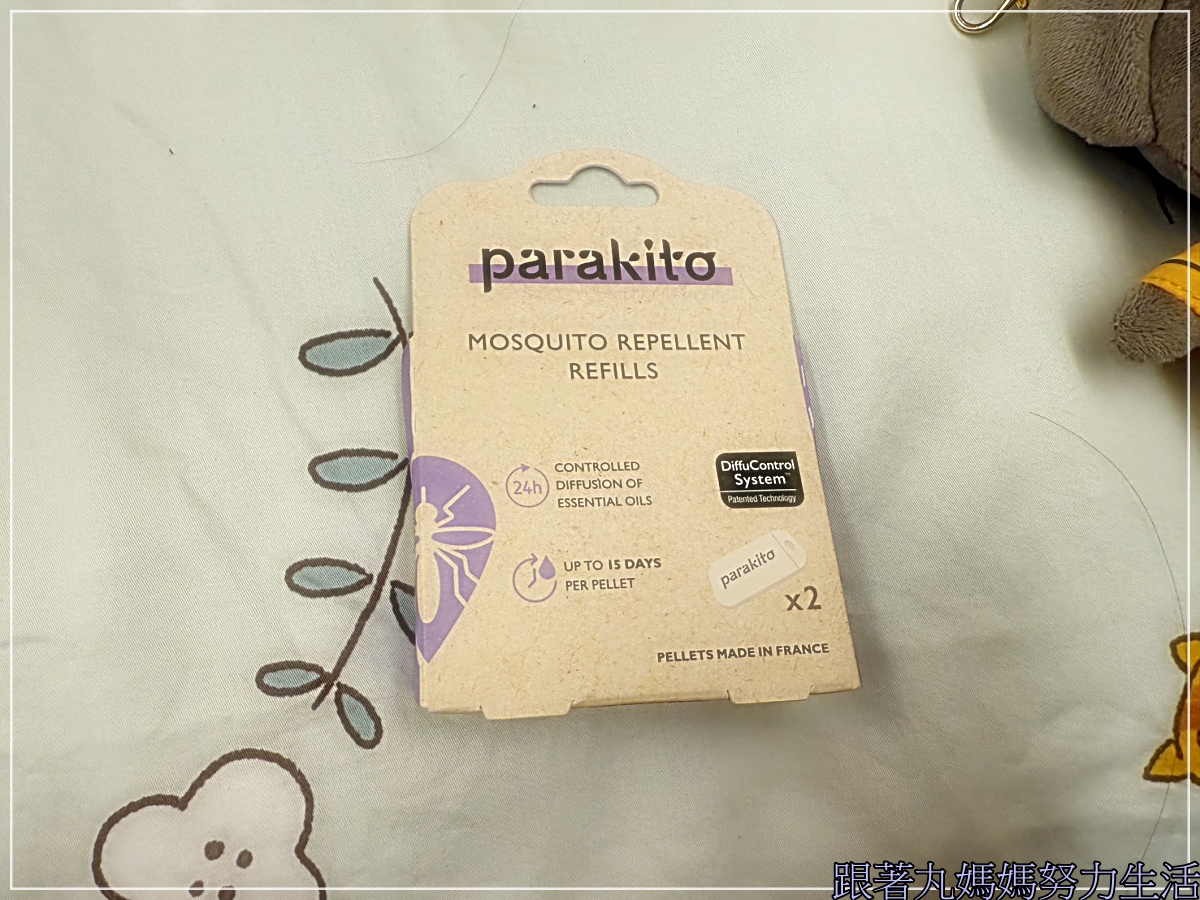 parakito
MOSQUITO REPELLENT
REFILLS
24h
CONTROLLED
DIFFUSION OF
ESSENTIAL OILS
DiffuControl
System™
Patented Technology
UP TO 15 DAYS
PER PELLET
parakito
x2
PELLETS MADE IN FRANCE
跟著丸媽媽努力生活